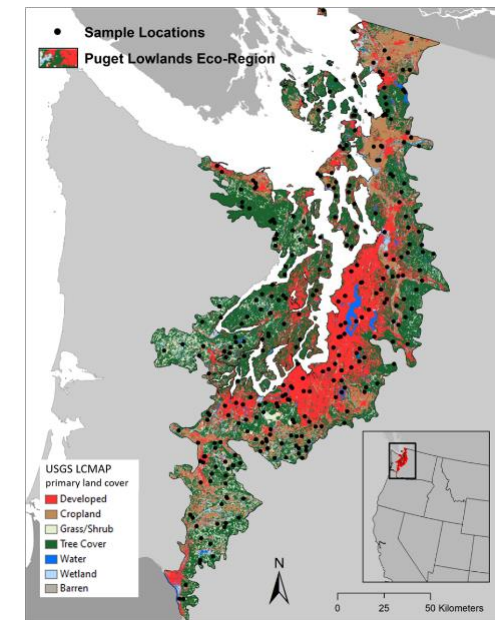 Sample Locations
Puget Lowlands Eco-Region
USGS LCMAP
primary land cover
Developed
Cropland
Grass/Shrub
Tree Cover
Water
Wetland
Barren
N
0 25 50 Kilometers